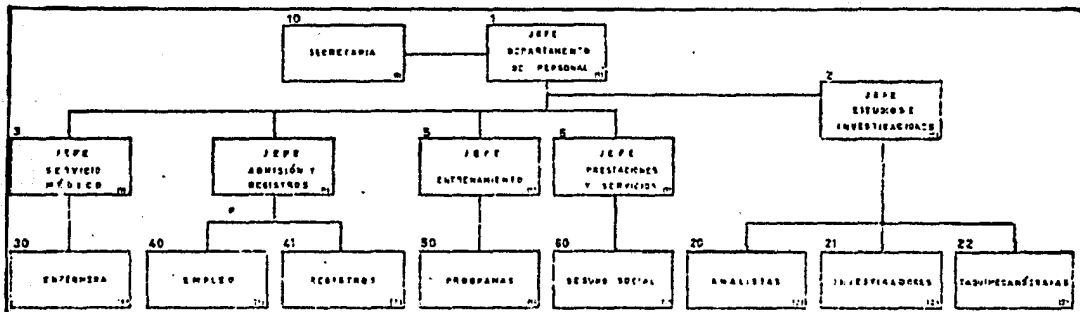 10
SECRETARIA
1
JEFE
DEPARTAMENTO
DE PERSONAL
2
JEFE
ESTUDIOS E
INVESTIGACIONES
3
JEFE
SERVICIO
MÉDICO
JEFE
ADMISIÓN Y
REGISTROS
5
JEFE
ENTRENAMIENTO
6
JEFE
PRESTACIONES
Y SERVICIOS
30
ENFERMERA
40
EMPLEO
41
REGISTROS
50
PROGRAMAS
60
SEGURO SOCIAL
20
ANALISTAS
21
INVESTIGADORES
22
TAQUIMECANÓGRAFAS